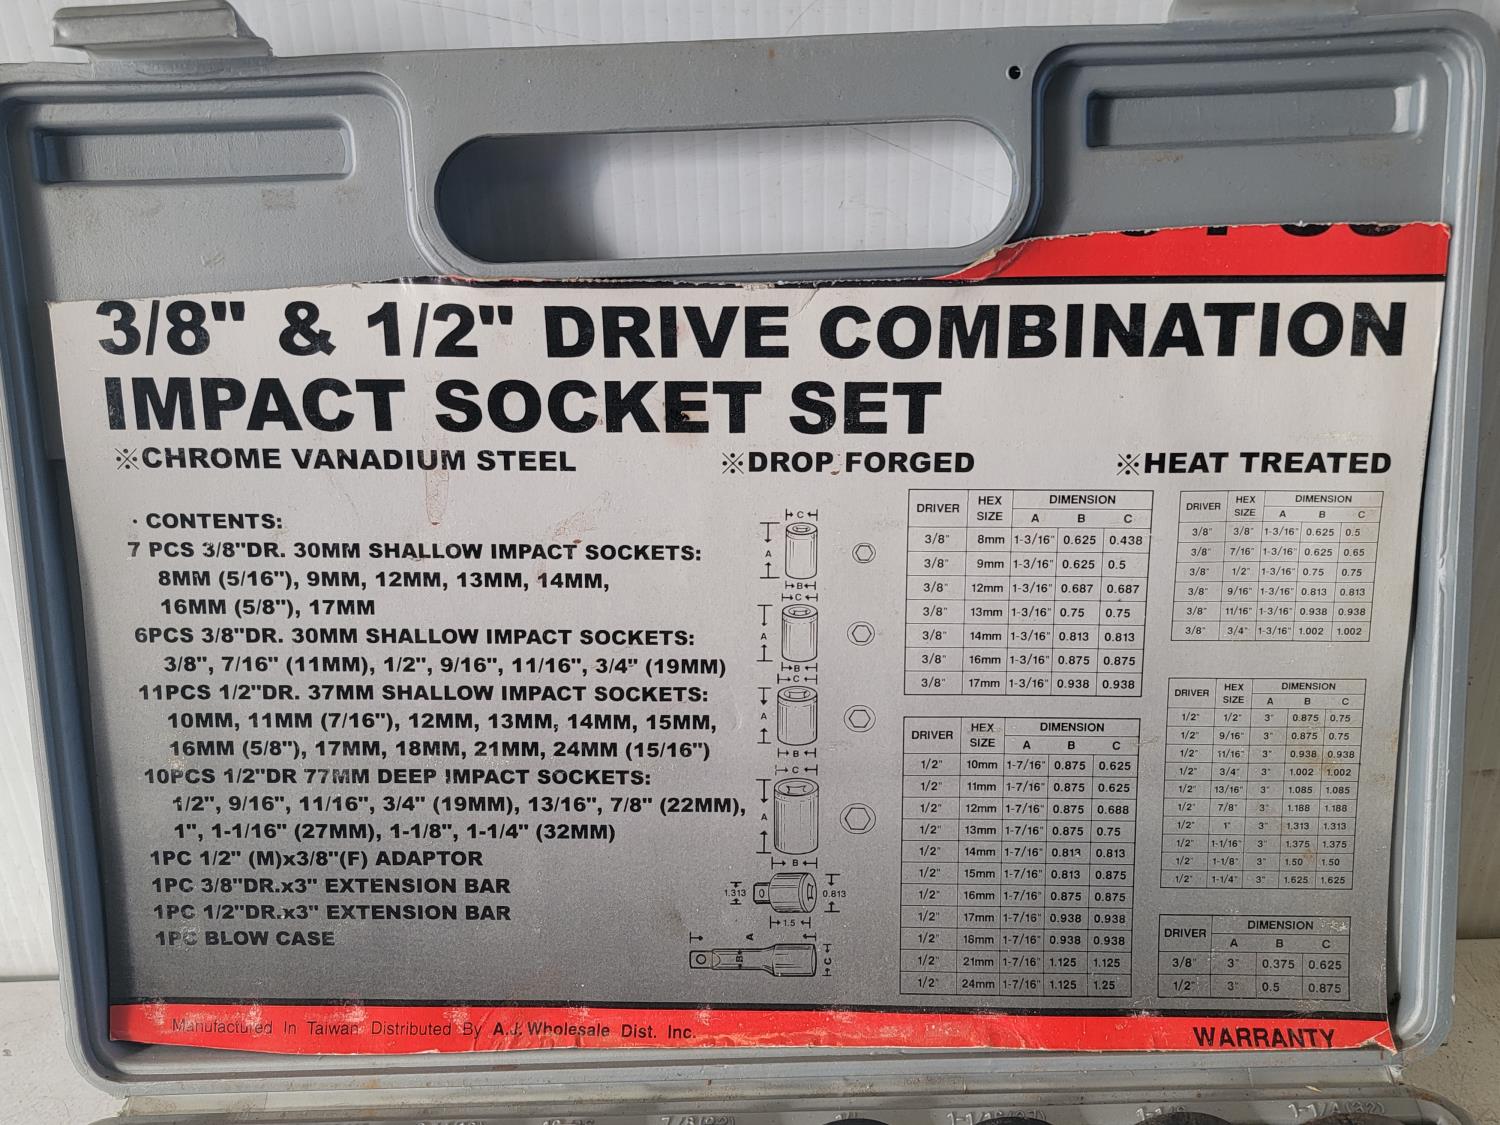 3/8" & 1/2" DRIVE COMBINATION
IMPACT SOCKET SET
※CHROME VANADIUM STEEL ※DROP FORGED ※HEAT TREATED
· CONTENTS:
7 PCS 3/8"DR. 30MM SHALLOW IMPACT SOCKETS:
8MM (5/16"), 9MM, 12MM, 13MM, 14MM,
16MM (5/8"), 17MM
6PCS 3/8"DR. 30MM SHALLOW IMPACT SOCKETS:
3/8", 7/16" (11MM), 1/2", 9/16", 11/16", 3/4" (19MM)
11PCS 1/2"DR. 37MM SHALLOW IMPACT SOCKETS:
10MM, 11MM (7/16"), 12MM, 13MM, 14MM, 15MM,
16MM (5/8"), 17MM, 18MM, 21MM, 24MM (15/16")
10PCS 1/2"DR 77MM DEEP IMPACT SOCKETS:
1/2", 9/16", 11/16", 3/4" (19MM), 13/16", 7/8" (22MM),
1", 1-1/16" (27MM), 1-1/8", 1-1/4" (32MM)
1PC 1/2" (M)x3/8"(F) ADAPTOR
1PC 3/8"DR.x3" EXTENSION BAR
1PC 1/2"DR.x3" EXTENSION BAR
1PC BLOW CASE
C
A
B
C
A
B
C
A
B
C
A
B
1.313 0.813
1.5
A
B C
DRIVER HEX SIZE DIMENSION
A B C
3/8" 8mm 1-3/16" 0.625 0.438
3/8" 9mm 1-3/16" 0.625 0.5
3/8" 12mm 1-3/16" 0.687 0.687
3/8" 13mm 1-3/16" 0.75 0.75
3/8" 14mm 1-3/16" 0.813 0.813
3/8" 16mm 1-3/16" 0.875 0.875
3/8" 17mm 1-3/16" 0.938 0.938
DRIVER HEX SIZE DIMENSION
A B C
1/2" 10mm 1-7/16" 0.875 0.625
1/2" 11mm 1-7/16" 0.875 0.625
1/2" 12mm 1-7/16" 0.875 0.688
1/2" 13mm 1-7/16" 0.875 0.75
1/2" 14mm 1-7/16" 0.813 0.813
1/2" 15mm 1-7/16" 0.813 0.875
1/2" 16mm 1-7/16" 0.875 0.875
1/2" 17mm 1-7/16" 0.938 0.938
1/2" 18mm 1-7/16" 0.938 0.938
1/2" 21mm 1-7/16" 1.125 1.125
1/2" 24mm 1-7/16" 1.125 1.25
DRIVER HEX SIZE DIMENSION
A B C
3/8" 3/8" 1-3/16" 0.625 0.5
3/8" 7/16" 1-3/16" 0.625 0.65
3/8" 1/2" 1-3/16" 0.75 0.75
3/8" 9/16" 1-3/16" 0.813 0.813
3/8" 11/16" 1-3/16" 0.938 0.938
3/8" 3/4" 1-3/16" 1.002 1.002
DRIVER HEX SIZE DIMENSION
A B C
1/2" 1/2" 3" 0.875 0.75
1/2" 9/16" 3" 0.875 0.75
1/2" 11/16" 3" 0.938 0.938
1/2" 3/4" 3" 1.002 1.002
1/2" 13/16" 3" 1.085 1.085
1/2" 7/8" 3" 1.188 1.188
1/2" 1" 3" 1.313 1.313
1/2" 1-1/16" 3" 1.375 1.375
1/2" 1-1/8" 3" 1.50 1.50
1/2" 1-1/4" 3" 1.625 1.625
DRIVER DIMENSION
A B C
3/8" 3" 0.375 0.625
1/2" 3" 0.5 0.875
Manufactured In Taiwan Distributed By A.J. Wholesale Dist. Inc.
WARRANTY
7/8(22) 1" 1-1/16(27) 1-1/8 1-1/4(32)